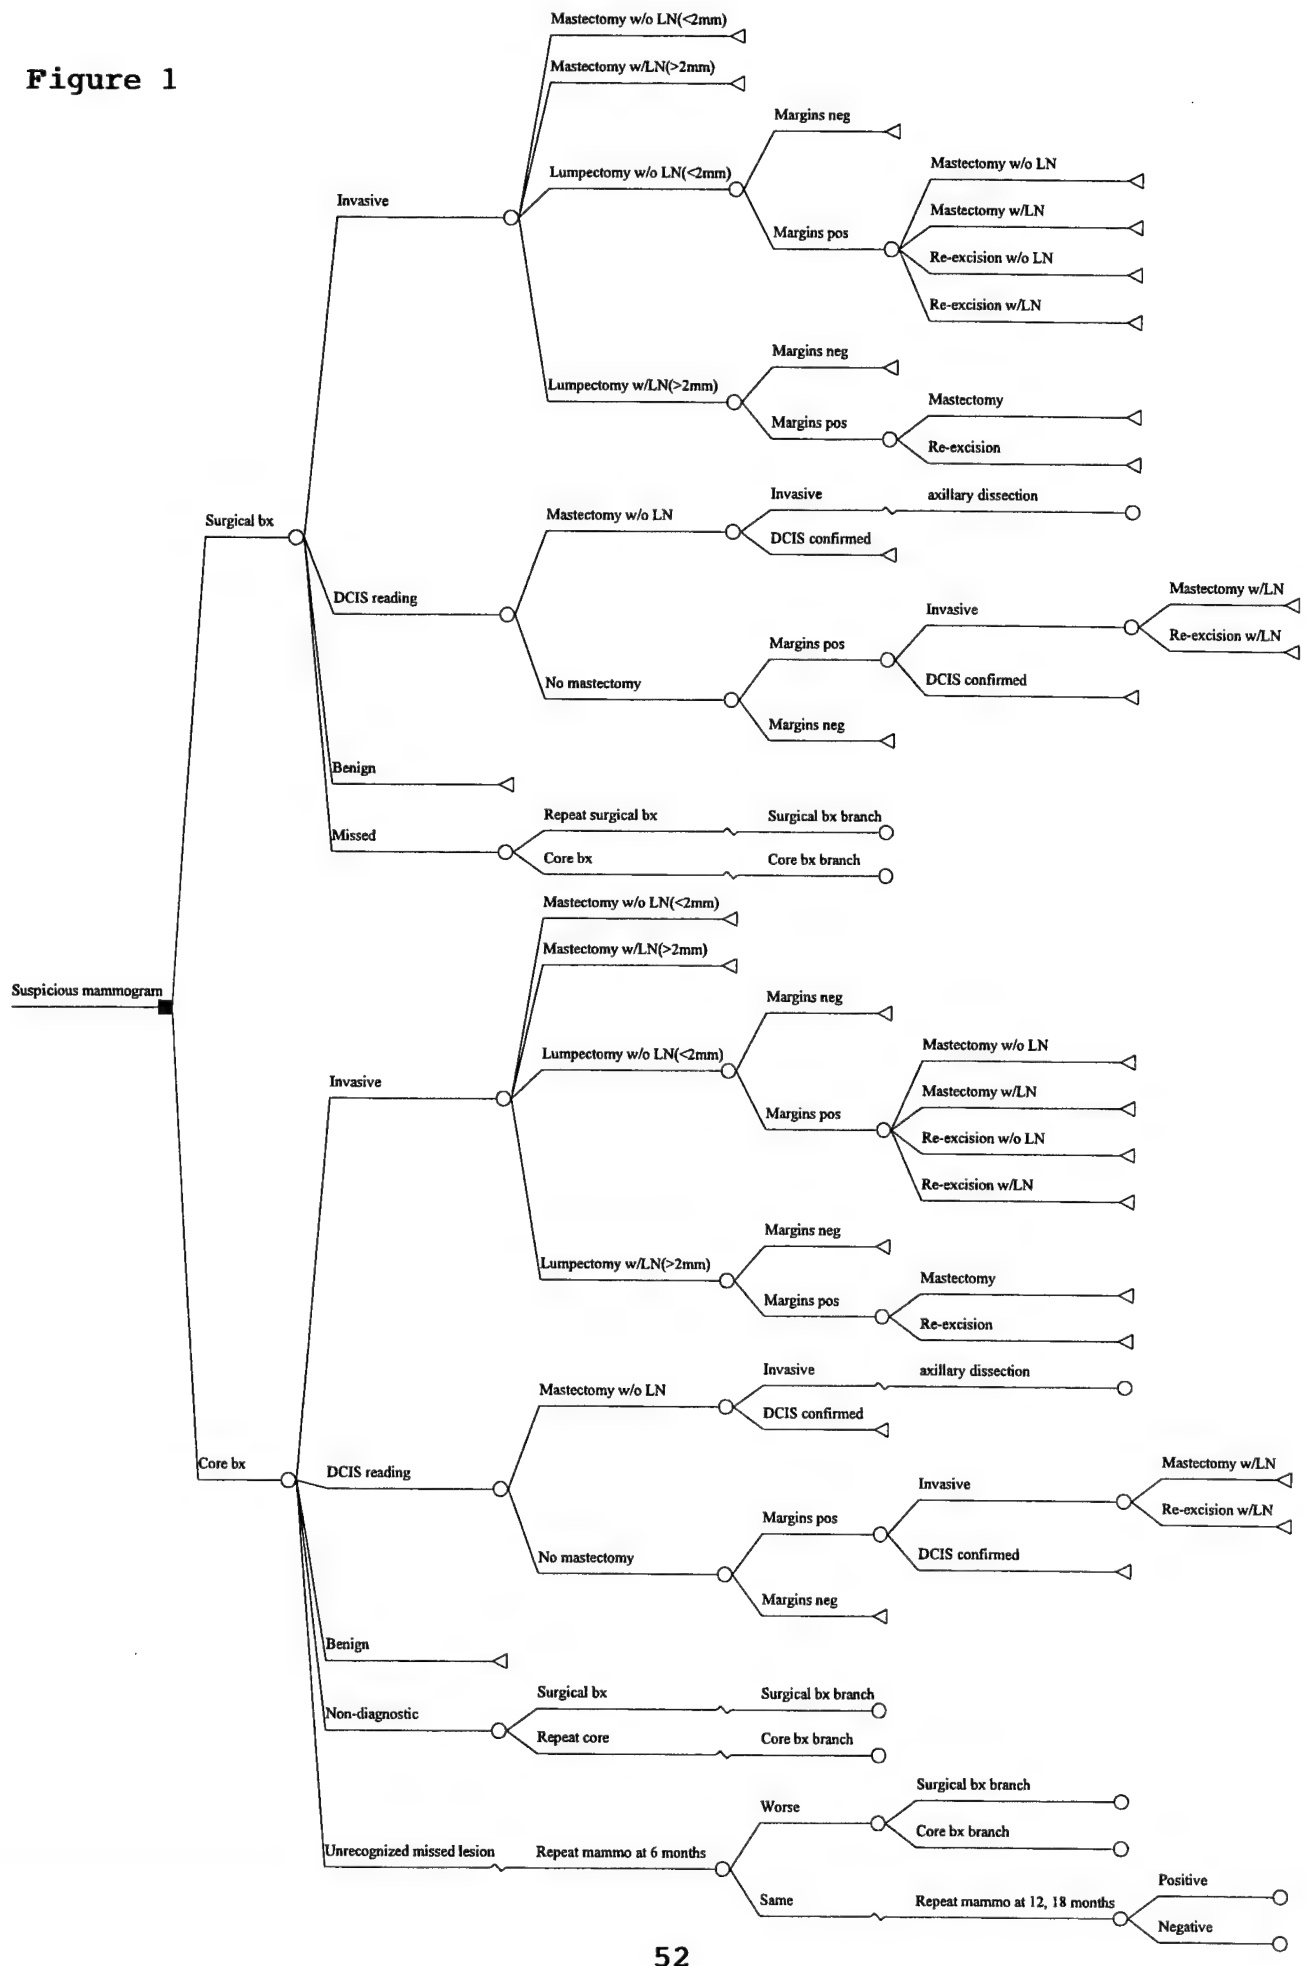 Figure 1
Mastectomy w/o LN(<2mm)
Mastectomy w/LN(>2mm)
Margins neg
Lumpectomy w/o LN(<2mm)
Mastectomy w/o LN
Invasive
Mastectomy w/LN
Margins pos
Re-excision w/o LN
Re-excision w/LN
Margins neg
Lumpectomy w/LN(>2mm)
Mastectomy
Margins pos
Re-excision
Invasive
axillary dissection
Mastectomy w/o LN
Surgical bx
DCIS confirmed
DCIS reading
Mastectomy w/LN
Invasive
Re-excision w/LN
Margins pos
No mastectomy
DCIS confirmed
Margins neg
Benign
Repeat surgical bx
Surgical bx branch
Missed
Core bx
Core bx branch
Mastectomy w/o LN(<2mm)
Mastectomy w/LN(>2mm)
Suspicious mammogram
Margins neg
Lumpectomy w/o LN(<2mm)
Mastectomy w/o LN
Invasive
Mastectomy w/LN
Margins pos
Re-excision w/o LN
Re-excision w/LN
Margins neg
Lumpectomy w/LN(>2mm)
Mastectomy
Margins pos
Re-excision
Invasive
axillary dissection
Mastectomy w/o LN
DCIS confirmed
Core bx
DCIS reading
Mastectomy w/LN
Invasive
Re-excision w/LN
Margins pos
No mastectomy
DCIS confirmed
Margins neg
Benign
Surgical bx
Surgical bx branch
Non-diagnostic
Repeat core
Core bx branch
Surgical bx branch
Worse
Core bx branch
Unrecognized missed lesion
Repeat mammo at 6 months
Positive
Same
Repeat mammo at 12, 18 months
Negative
52